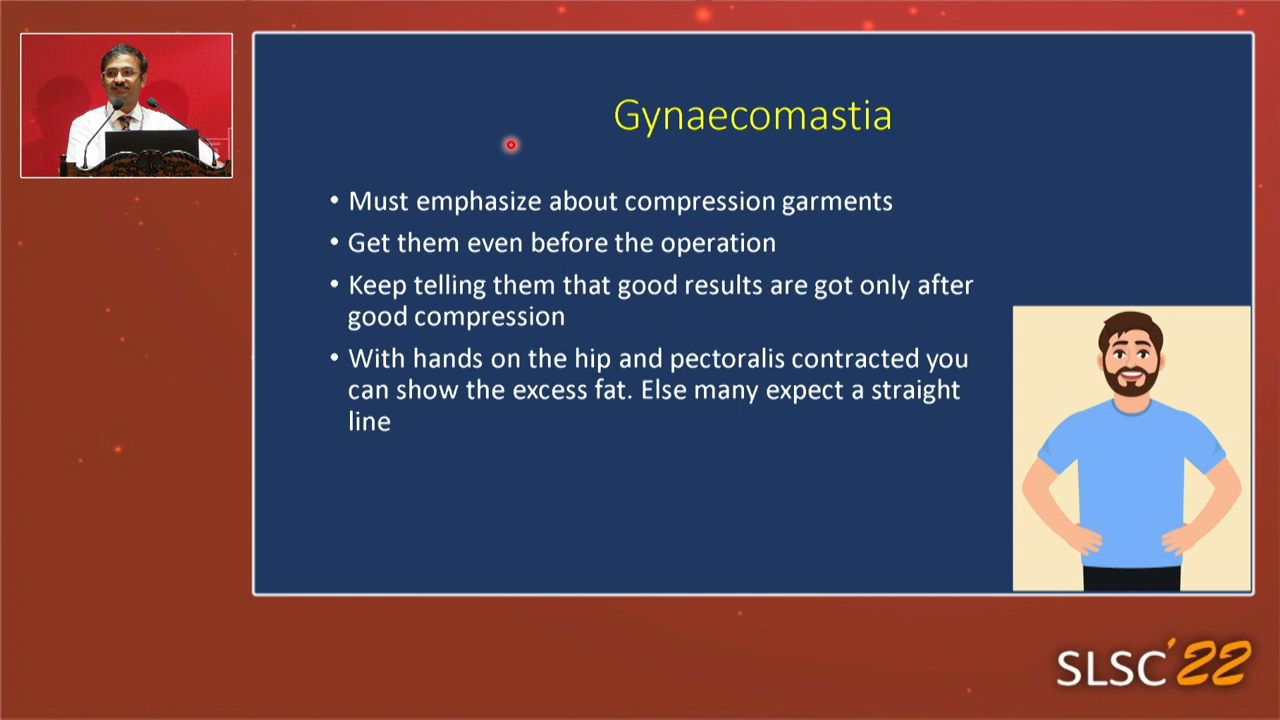 Gynaecomastia
• Must emphasize about compression garments
• Get them even before the operation
• Keep telling them that good results are got only after
good compression
• With hands on the hip and pectoralis contracted you
can show the excess fat. Else many expect a straight
line
SLSC'22